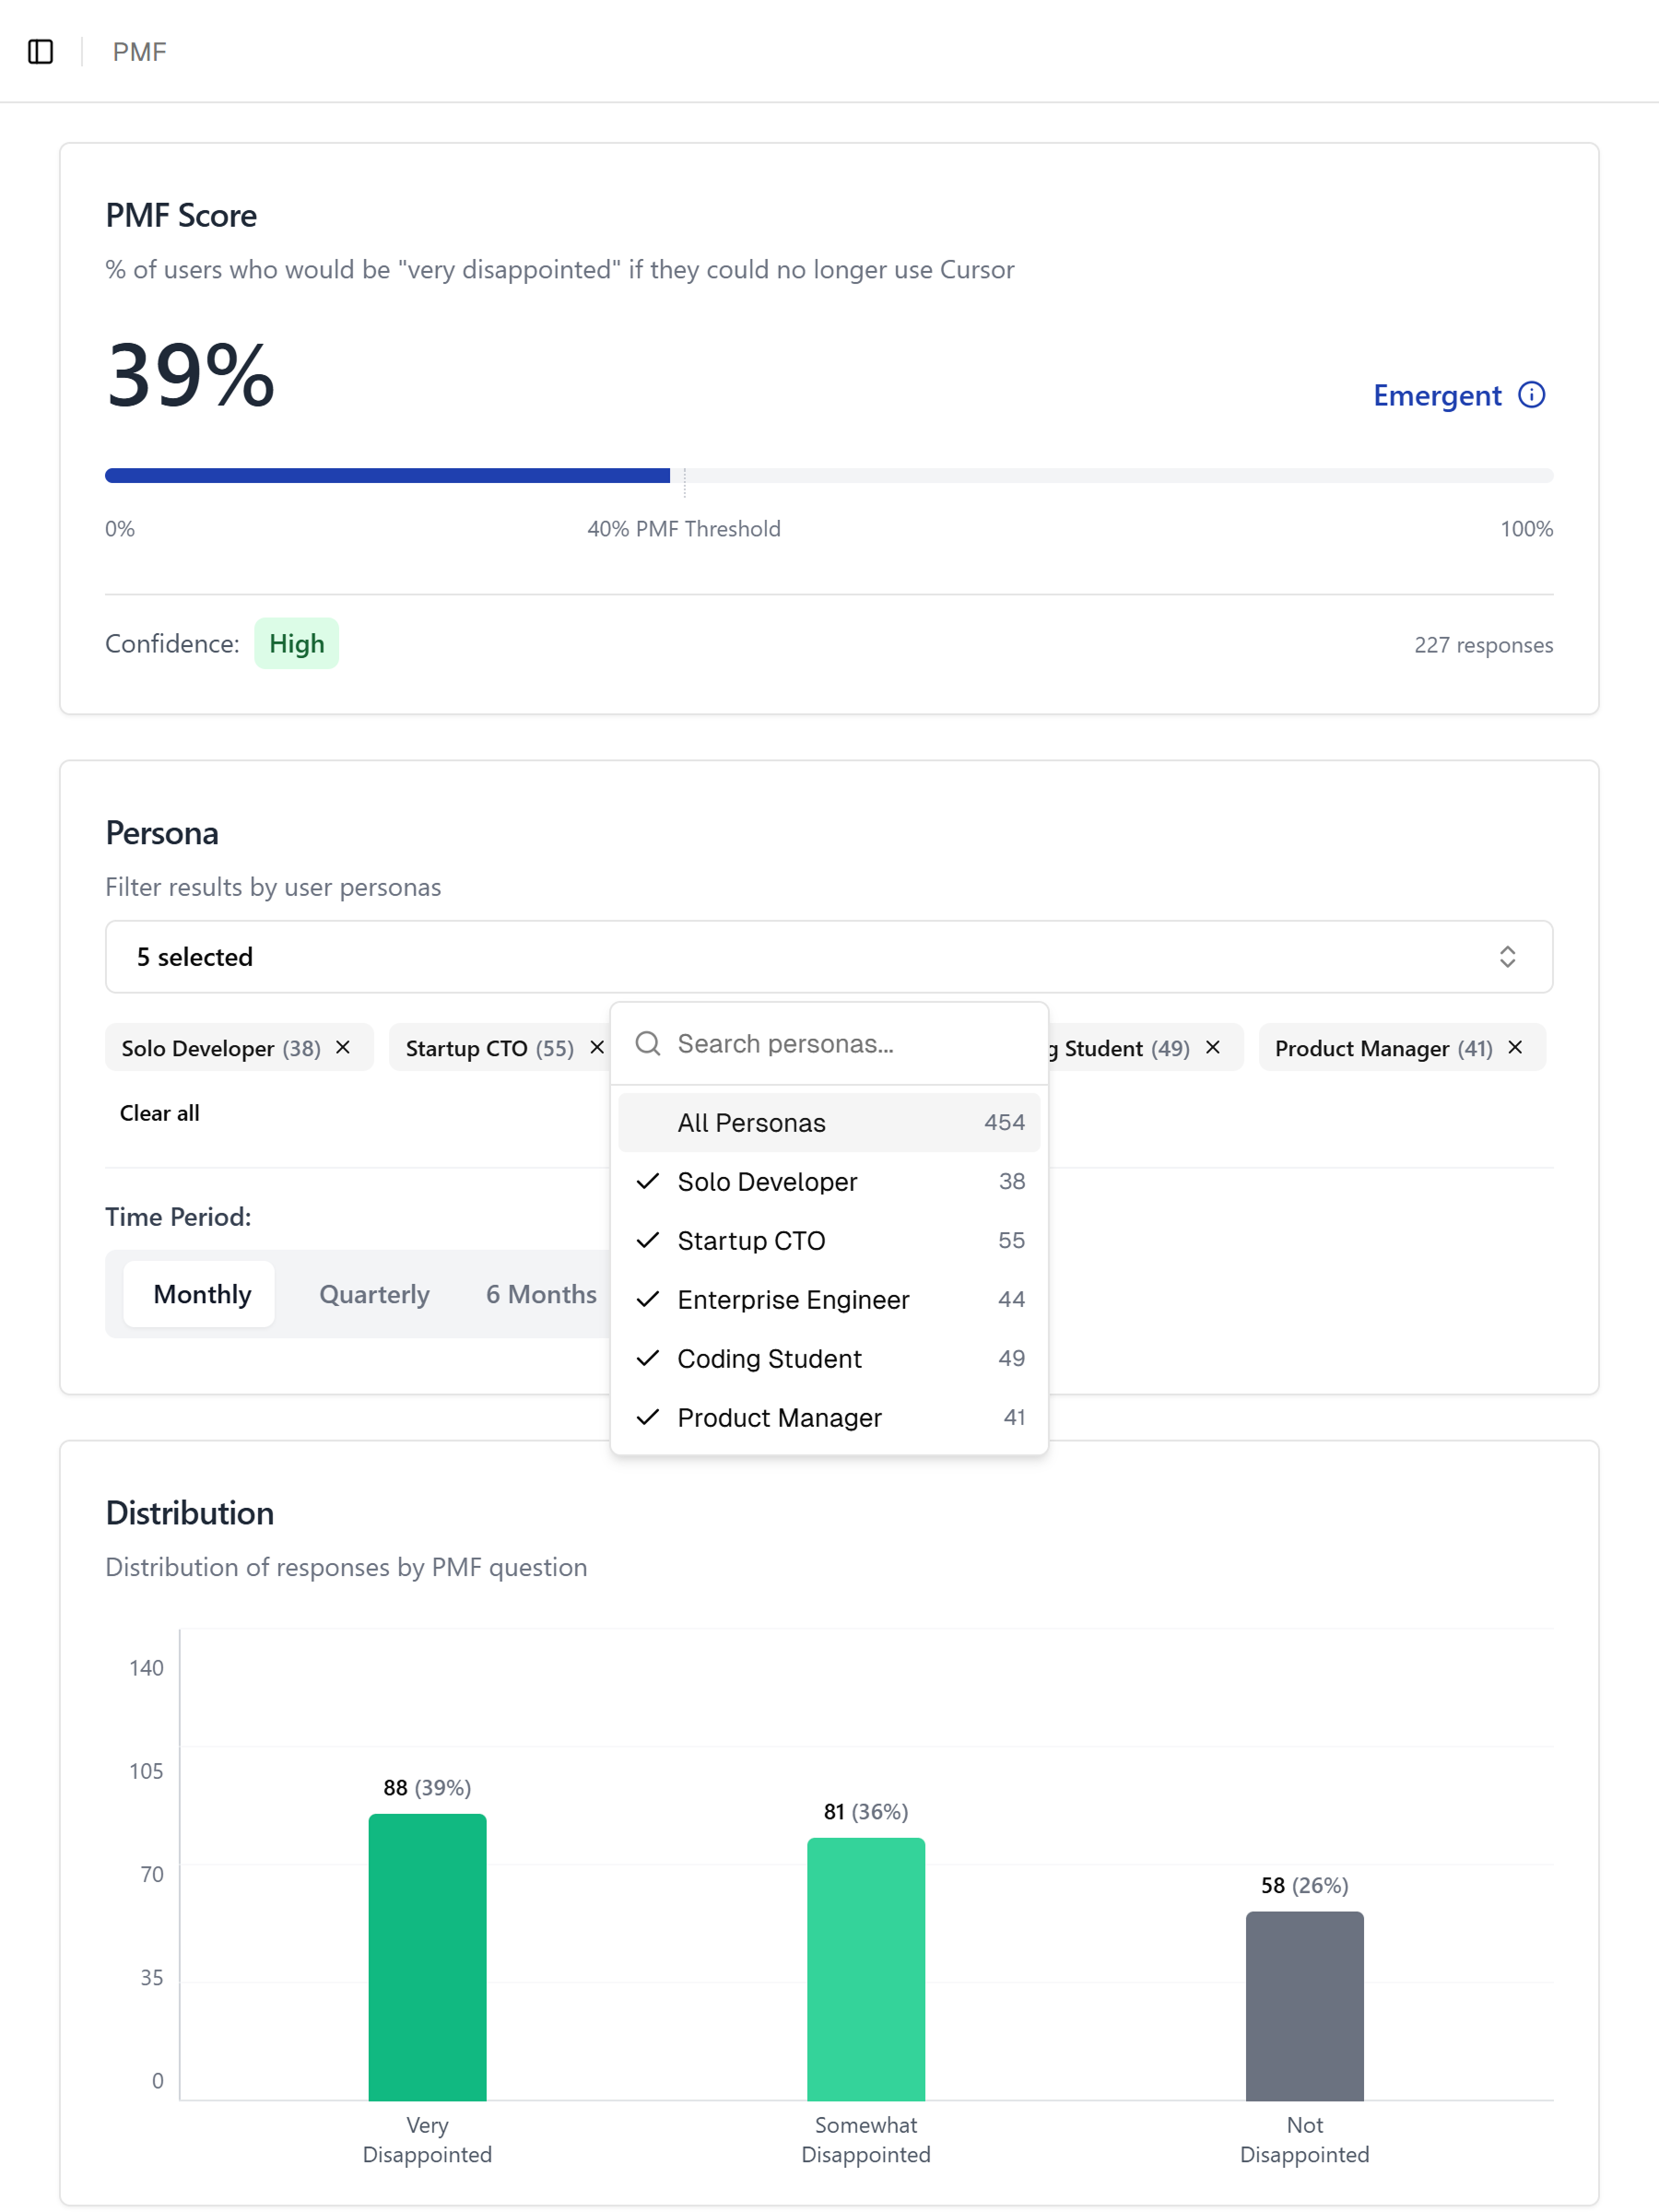 PMF
PMF Score
% of users who would be "very disappointed" if they could no longer use Cursor
39%
Emergent
0%
40% PMF Threshold
100%
Confidence: High
227 responses
Persona
Filter results by user personas
5 selected
Solo Developer (38)
Startup CTO (55)
g Student (49)
Product Manager (41)
Clear all
Search personas...
All Personas 454
Solo Developer 38
Startup CTO 55
Enterprise Engineer 44
Coding Student 49
Product Manager 41
Time Period:
Monthly
Quarterly
6 Months
Distribution
Distribution of responses by PMF question
140
105
70
35
0
88 (39%)
81 (36%)
58 (26%)
Very
Disappointed
Somewhat
Disappointed
Not
Disappointed